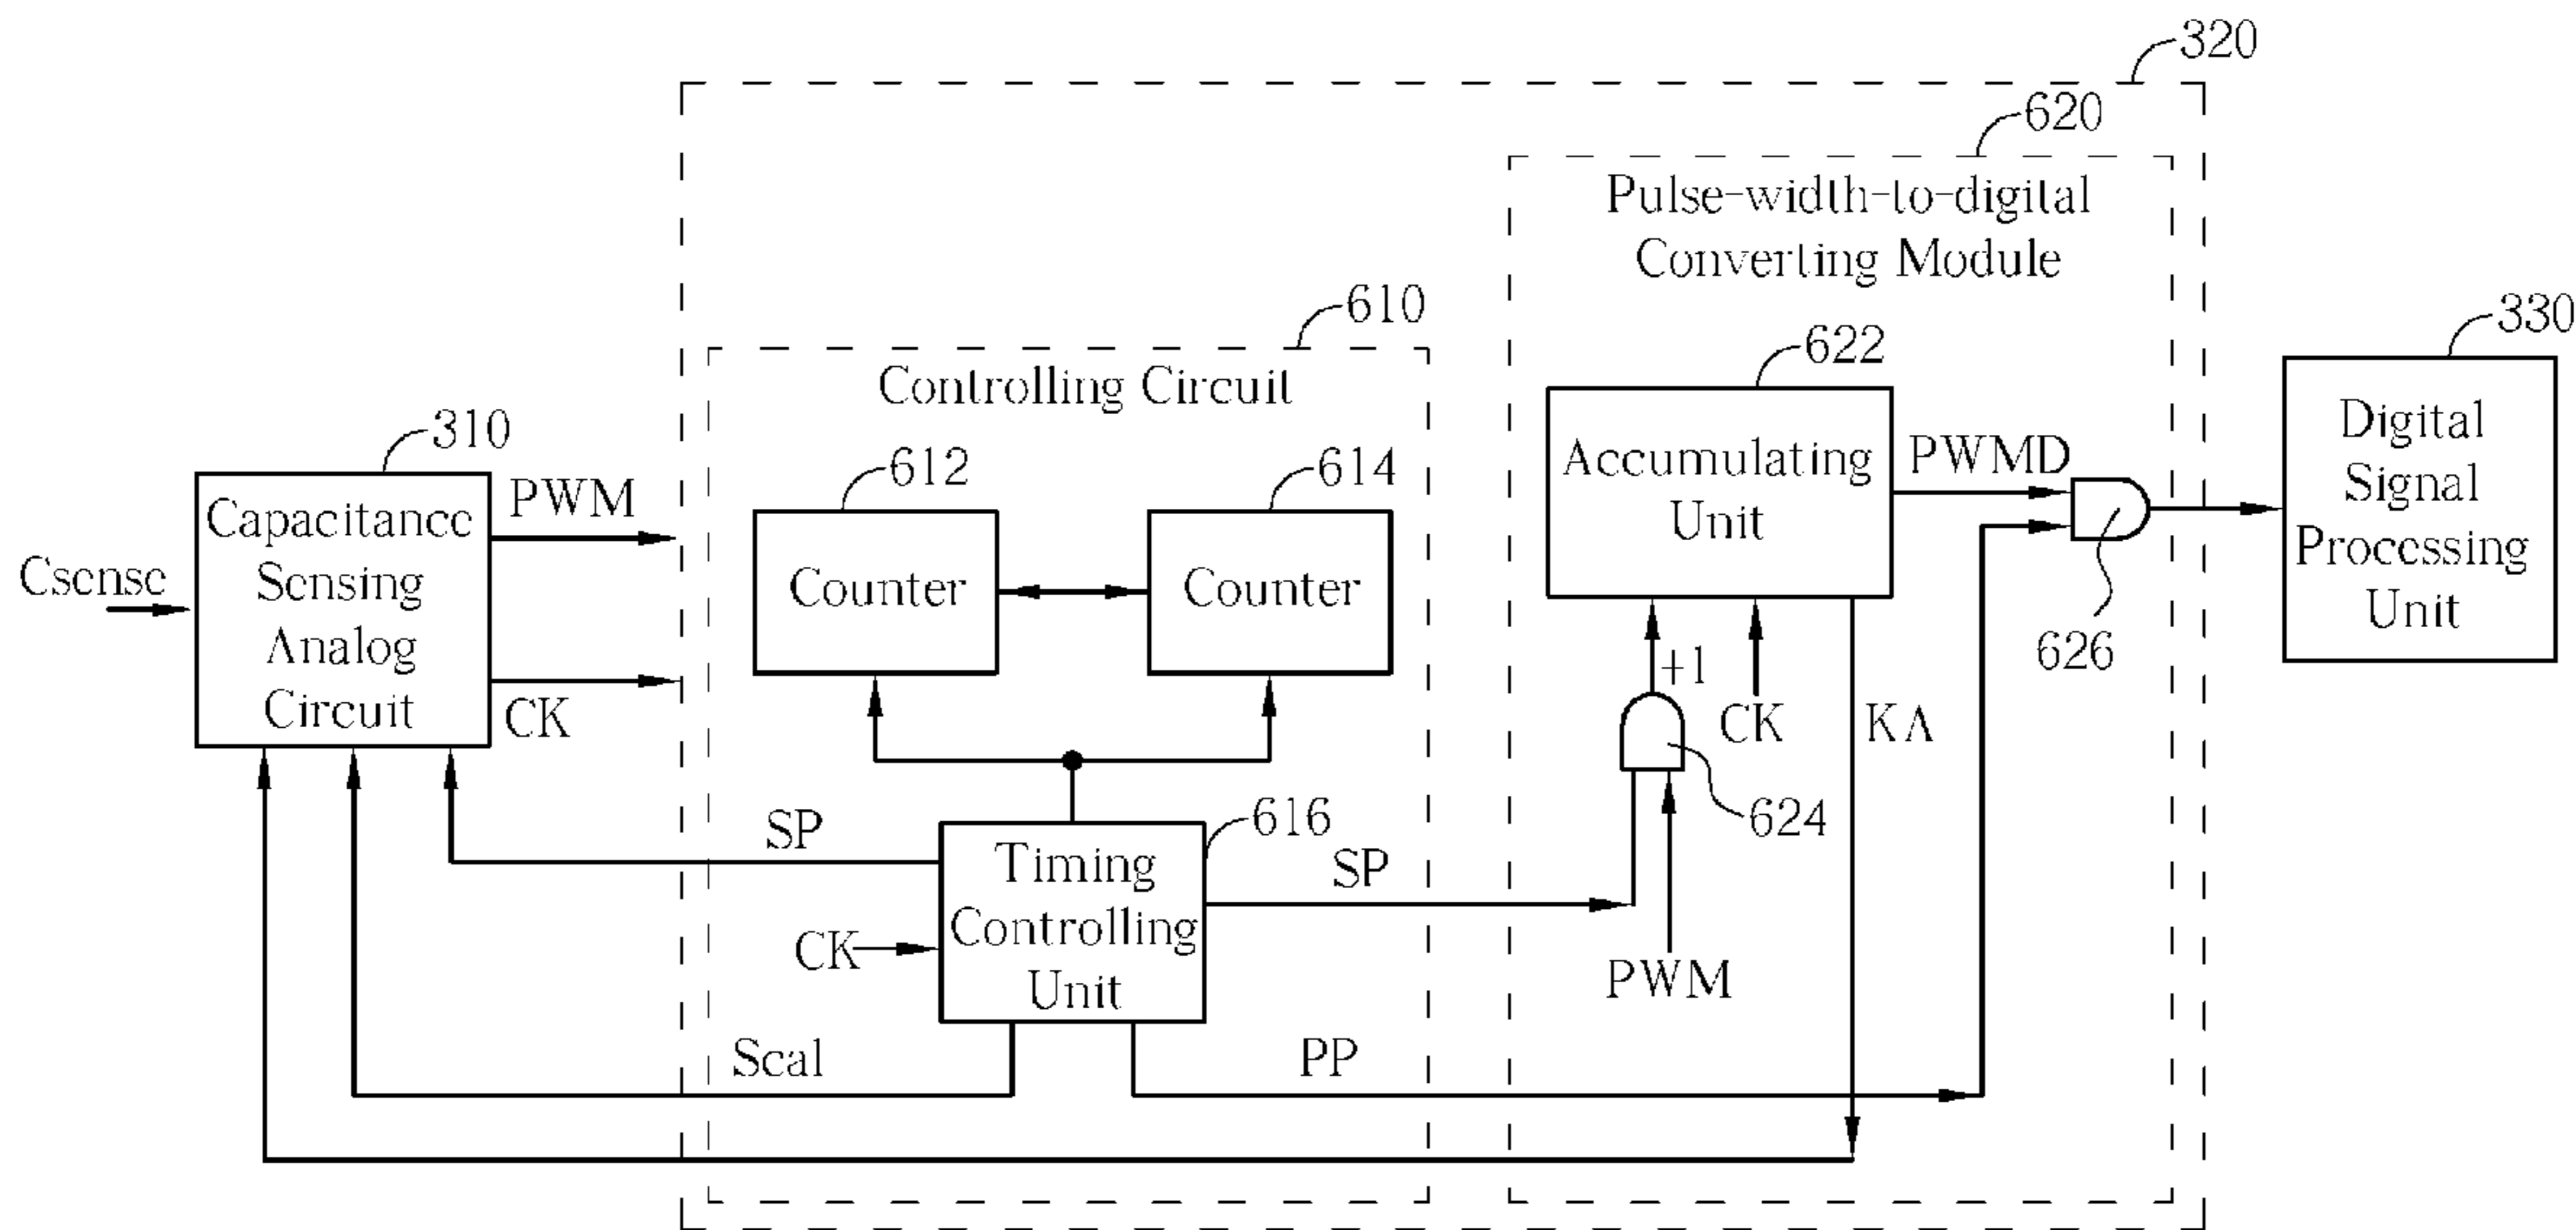 320
620
Pulse-width-to-digital
Converting Module
610
Controlling Circuit
622
330
310
612
614
Accumulating
Unit
PWMD
626
Digital
Signal
Processing
Unit
Csense
Capacitance
Sensing
Analog
Circuit
PWM
CK
Counter
Counter
+1
CK
KA
624
SP
616
Timing
Controlling
Unit
SP
CK
PWM
Scal
PP